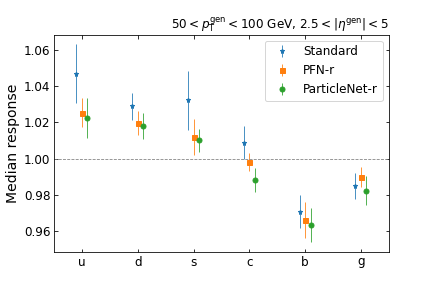 50 < p_T^gen < 100 GeV, 2.5 < |η^gen| < 5
Median response
1.06
1.04
1.02
1.00
0.98
0.96
Standard
PFN-r
ParticleNet-r
u d s c b g